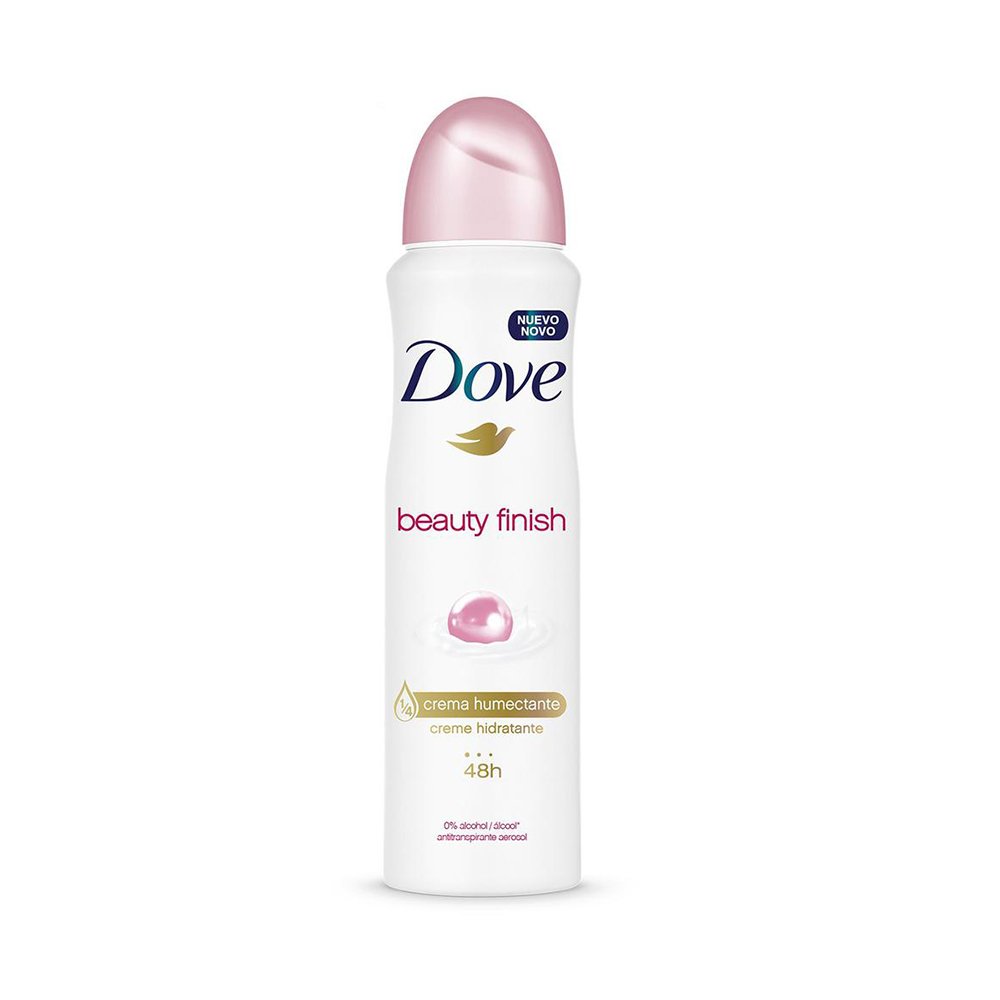 NUEVO
NOVO
Dove
beauty finish
1/4 crema humectante
creme hidratante
48h
0% alcohol / álcool*
antitranspirante aerosol